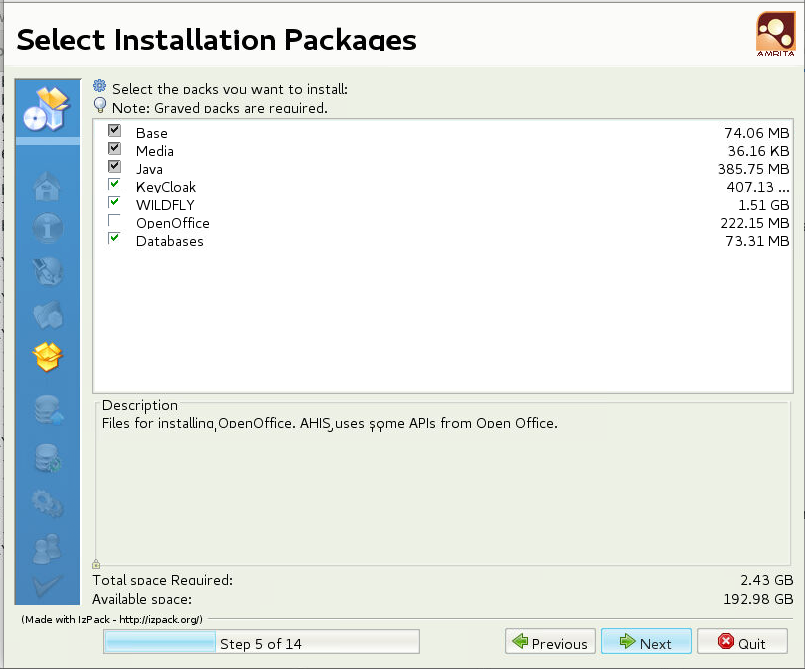 Select Installation Packages
AMRITA
Select the packs you want to install:
Note: Grayed packs are required.
Base 74.06 MB
Media 36.16 KB
Java 385.75 MB
KeyCloak 407.13 ...
WILDFLY 1.51 GB
OpenOffice 222.15 MB
Databases 73.31 MB
Description
Files for installing OpenOffice. AHIS uses some APIs from Open Office.
Total space Required: 2.43 GB
Available space: 192.98 GB
(Made with IzPack - http://izpack.org/)
Step 5 of 14
Previous
Next
Quit